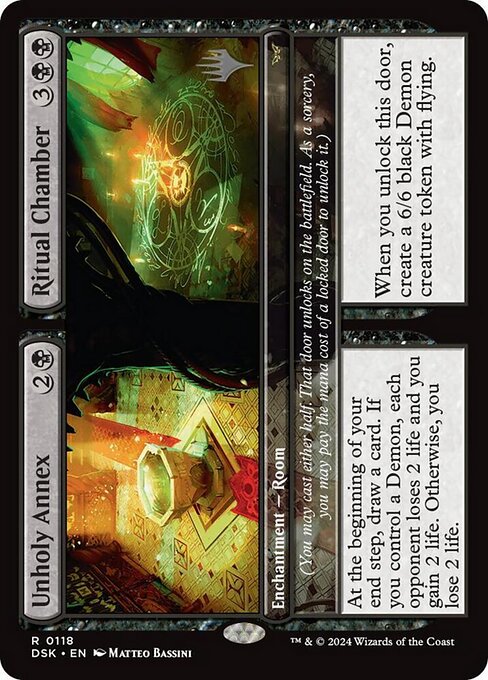 Unholy Annex 2
At the beginning of your
end step, draw a card. If
you control a Demon, each
opponent loses 2 life and you
gain 2 life. Otherwise, you
lose 2 life.
Ritual Chamber 3
When you unlock this door,
create a 6/6 black Demon
creature token with flying.
Enchantment — Room
(You may cast either half. That door unlocks on the battlefield. As a sorcery,
you may pay the mana cost of a locked door to unlock it.)
R 0118
DSK • EN MATTEO BASSINI
™ & © 2024 Wizards of the Coast